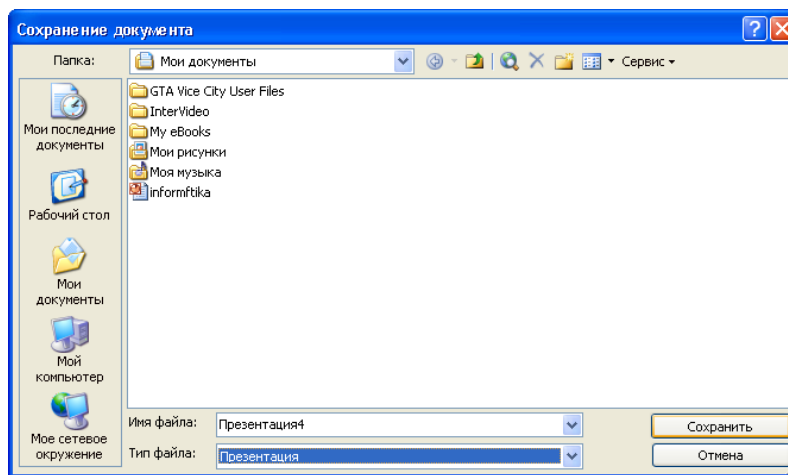 Сохранение документа
Папка:
Мои документы
Сервис
GTA Vice City User Files
InterVideo
My eBooks
Мои рисунки
Моя музыка
informftika
Мои последние
документы
Рабочий стол
Мои
документы
Мой
компьютер
Мое сетевое
окружение
Имя файла:
Презентация4
Сохранить
Тип файла:
Презентация
Отмена